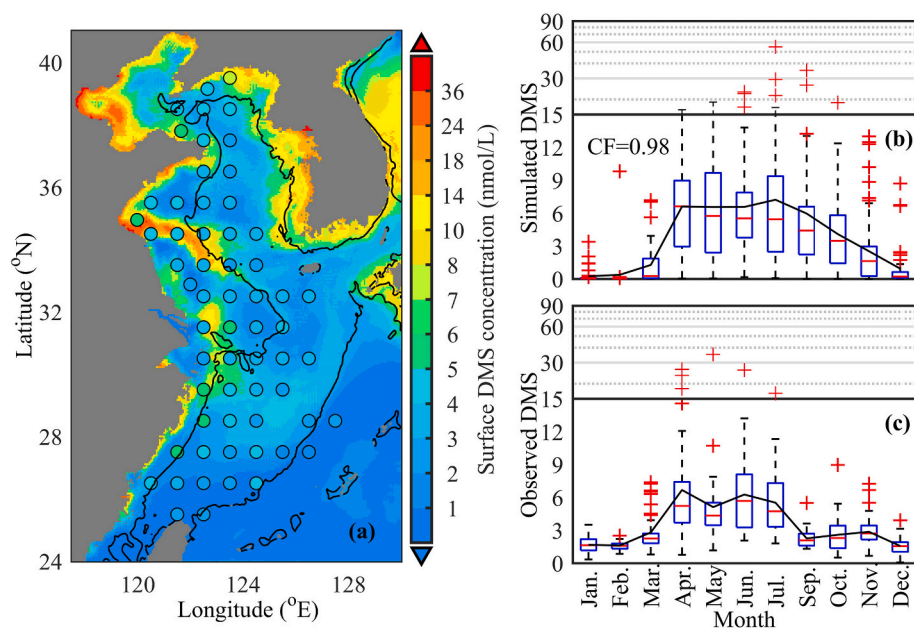 40
36
32
28
24
Latitude (°N)
120
124
128
Longitude (°E)
(a)
36
24
18
14
10
8
7
6
5
4
3
2
1
Surface DMS concentration (nmol/L)
90
60
30
15
12
9
6
3
0
Simulated DMS
CF=0.98
(b)
90
60
30
15
12
9
6
3
0
Observed DMS
(c)
Jan.
Feb.
Mar.
Apr.
May
Jun.
Jul.
Sep.
Oct.
Nov.
Dec.
Month